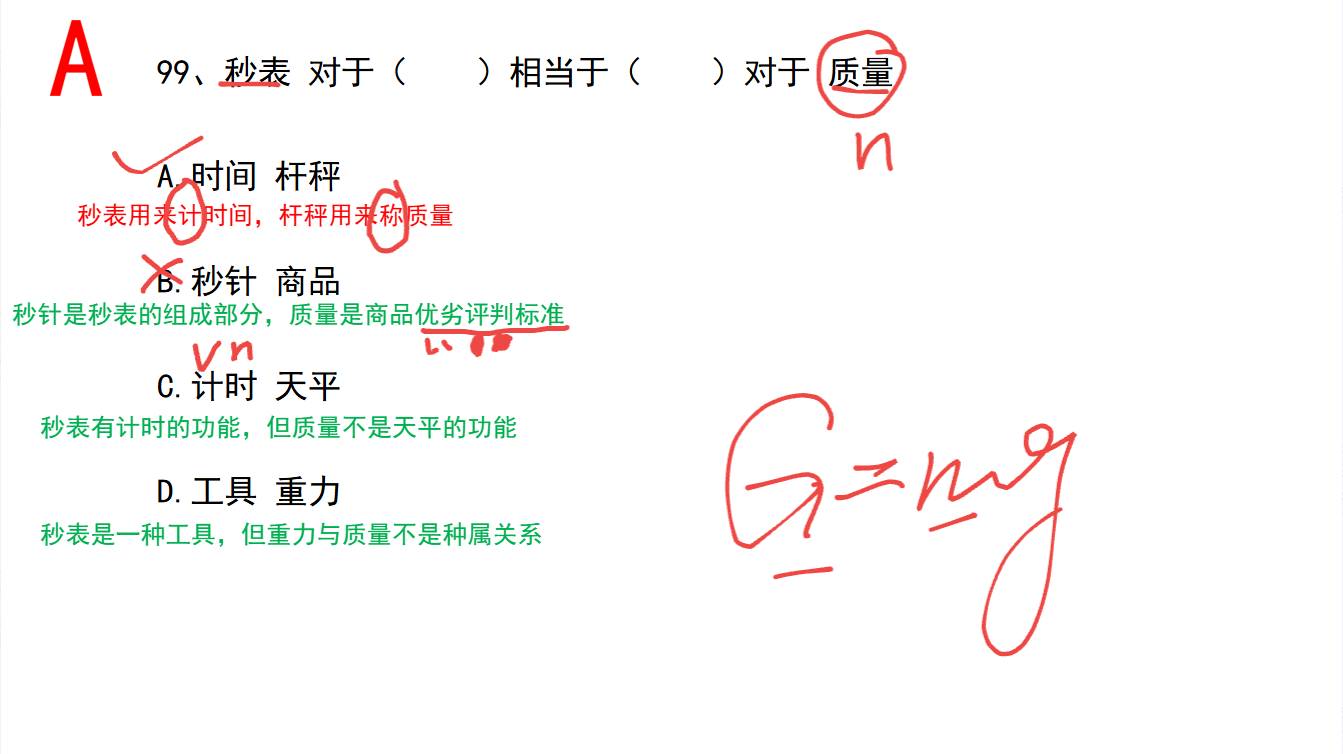 A
99、秒表 对于（ ）相当于（ ）对于 质量
n
A.时间 杆秤
秒表用来计时间，杆秤用来称质量
B.秒针 商品
秒针是秒表的组成部分，质量是商品优劣评判标准
v n
C.计时 天平
秒表有计时的功能，但质量不是天平的功能
G=mg
D.工具 重力
秒表是一种工具，但重力与质量不是种属关系